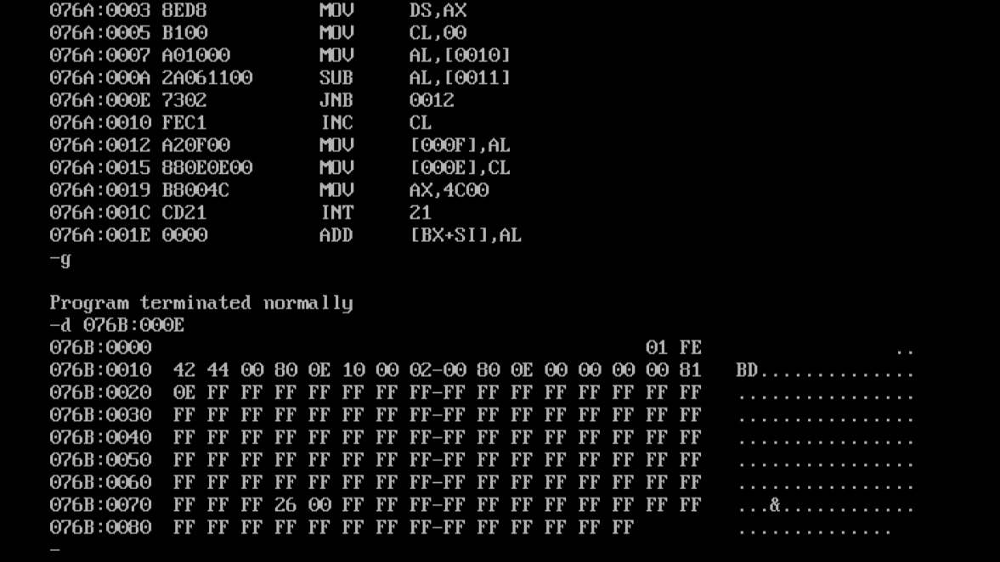 076A:0003 8ED8          MOV     DS,AX
076A:0005 B100          MOV     CL,00
076A:0007 A01000        MOV     AL,[0010]
076A:000A 2A061100      SUB     AL,[0011]
076A:000E 7302          JNB     0012
076A:0010 FEC1          INC     CL
076A:0012 A20F00        MOV     [000F],AL
076A:0015 880E0E00      MOV     [000E],CL
076A:0019 B8004C        MOV     AX,4C00
076A:001C CD21          INT     21
076A:001E 0000          ADD     [BX+SI],AL
-g
Program terminated normally
-d 076B:000E
076B:0000                                            01 FE                  ..
076B:0010  42 44 00 80 0E 10 00 02-00 80 0E 00 00 00 00 81   BD..............
076B:0020  0E FF FF FF FF FF FF FF-FF FF FF FF FF FF FF FF   ................
076B:0030  FF FF FF FF FF FF FF FF-FF FF FF FF FF FF FF FF   ................
076B:0040  FF FF FF FF FF FF FF FF-FF FF FF FF FF FF FF FF   ................
076B:0050  FF FF FF FF FF FF FF FF-FF FF FF FF FF FF FF FF   ................
076B:0060  FF FF FF FF FF FF FF FF-FF FF FF FF FF FF FF FF   ................
076B:0070  FF FF FF 26 00 FF FF FF-FF FF FF FF FF FF FF FF   ...&............
076B:0080  FF FF FF FF FF FF FF FF-FF FF FF FF FF FF         ..............
-